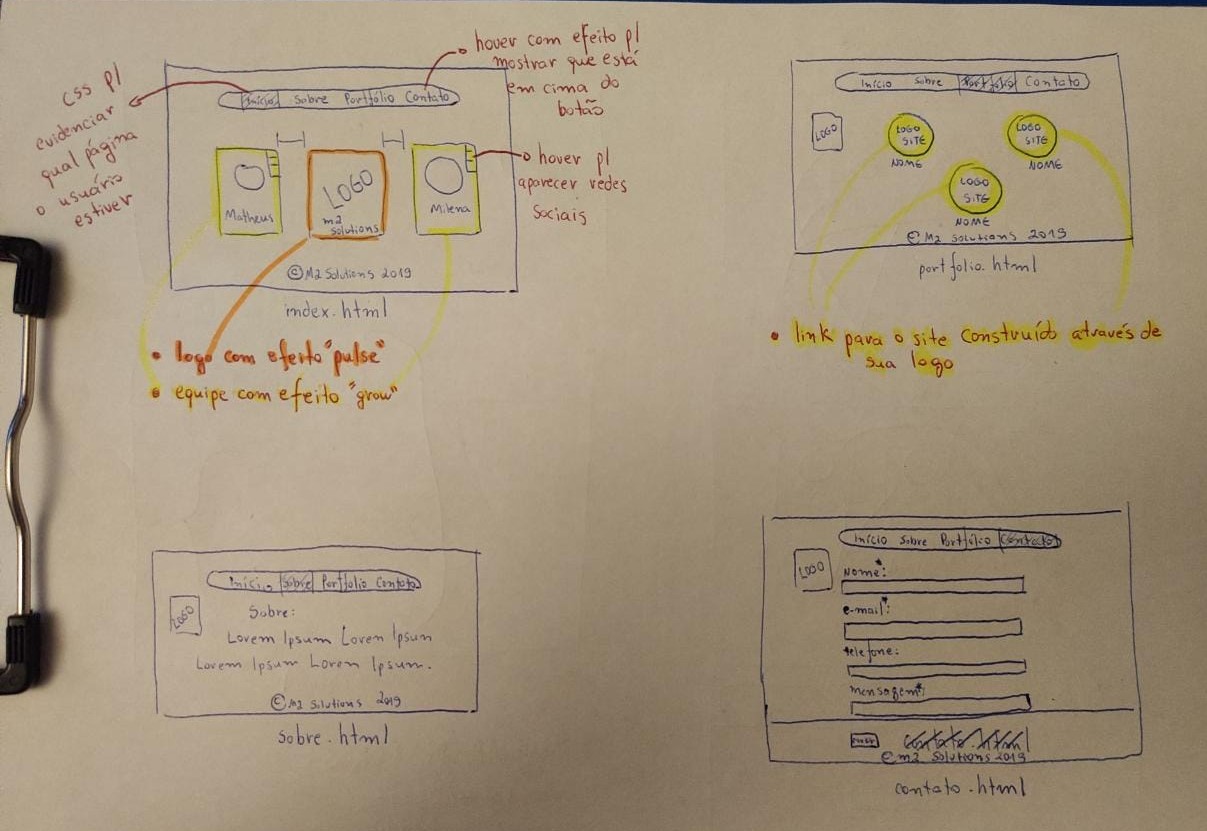 css p/
evidenciar
qual página
o usuário
estiver
hover com efeito p/
mostrar que está
em cima do
botão
Início Sobre Portfólio Contato
hover p/
aparecer redes
sociais
Matheus
LOGO
m2
solutions
Milena
©M2 Solutions 2019
index.html
• logo com efeito "pulse"
• equipe com efeito "grow"
Início Sobre Portfólio Contato
LOGO
LOGO
SITE
NOME
LOGO
SITE
NOME
LOGO
SITE
NOME
©M2 Solutions 2019
portfolio.html
• link para o site construído através de
sua logo
Início Sobre Portfolio Contato
LOGO
Sobre:
Lorem Ipsum Lorem Ipsum
Lorem Ipsum Lorem Ipsum.
©M2 Solutions 2019
sobre.html
Início Sobre Portfólio Contato
LOGO
Nome*:
e-mail*:
telefone:
mensagem*:
contato.html
©m2 Solutions 2019
contato.html